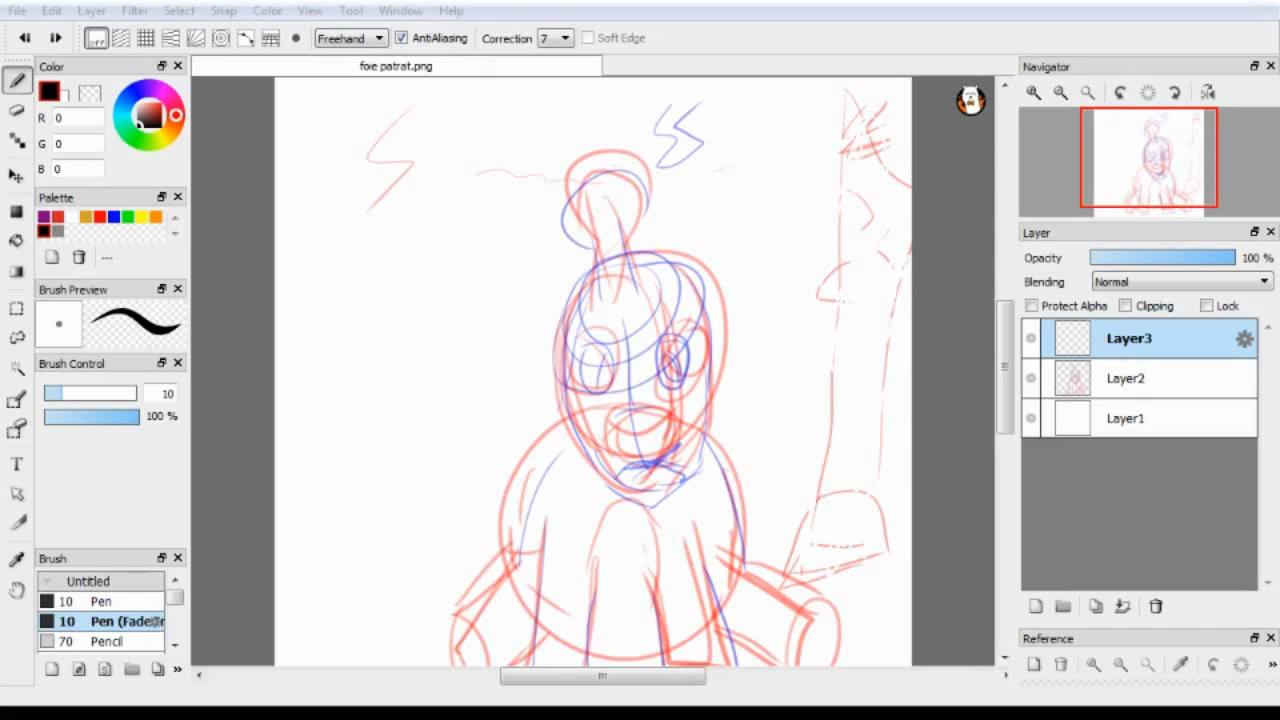 File Edit Layer Filter Select Snap Color View Tool Window Help
off Freehand AntiAliasing Correction 7 Soft Edge
Color
foie patrat.png
Navigator
R 0
G 0
B 0
Palette
---
Brush Preview
Brush Control
10
100 %
Layer
Opacity 100 %
Blending Normal
Protect Alpha Clipping Lock
Layer3
Layer2
Layer1
Brush
Untitled
10 Pen
10 Pen (Fade
70 Pencil
Reference